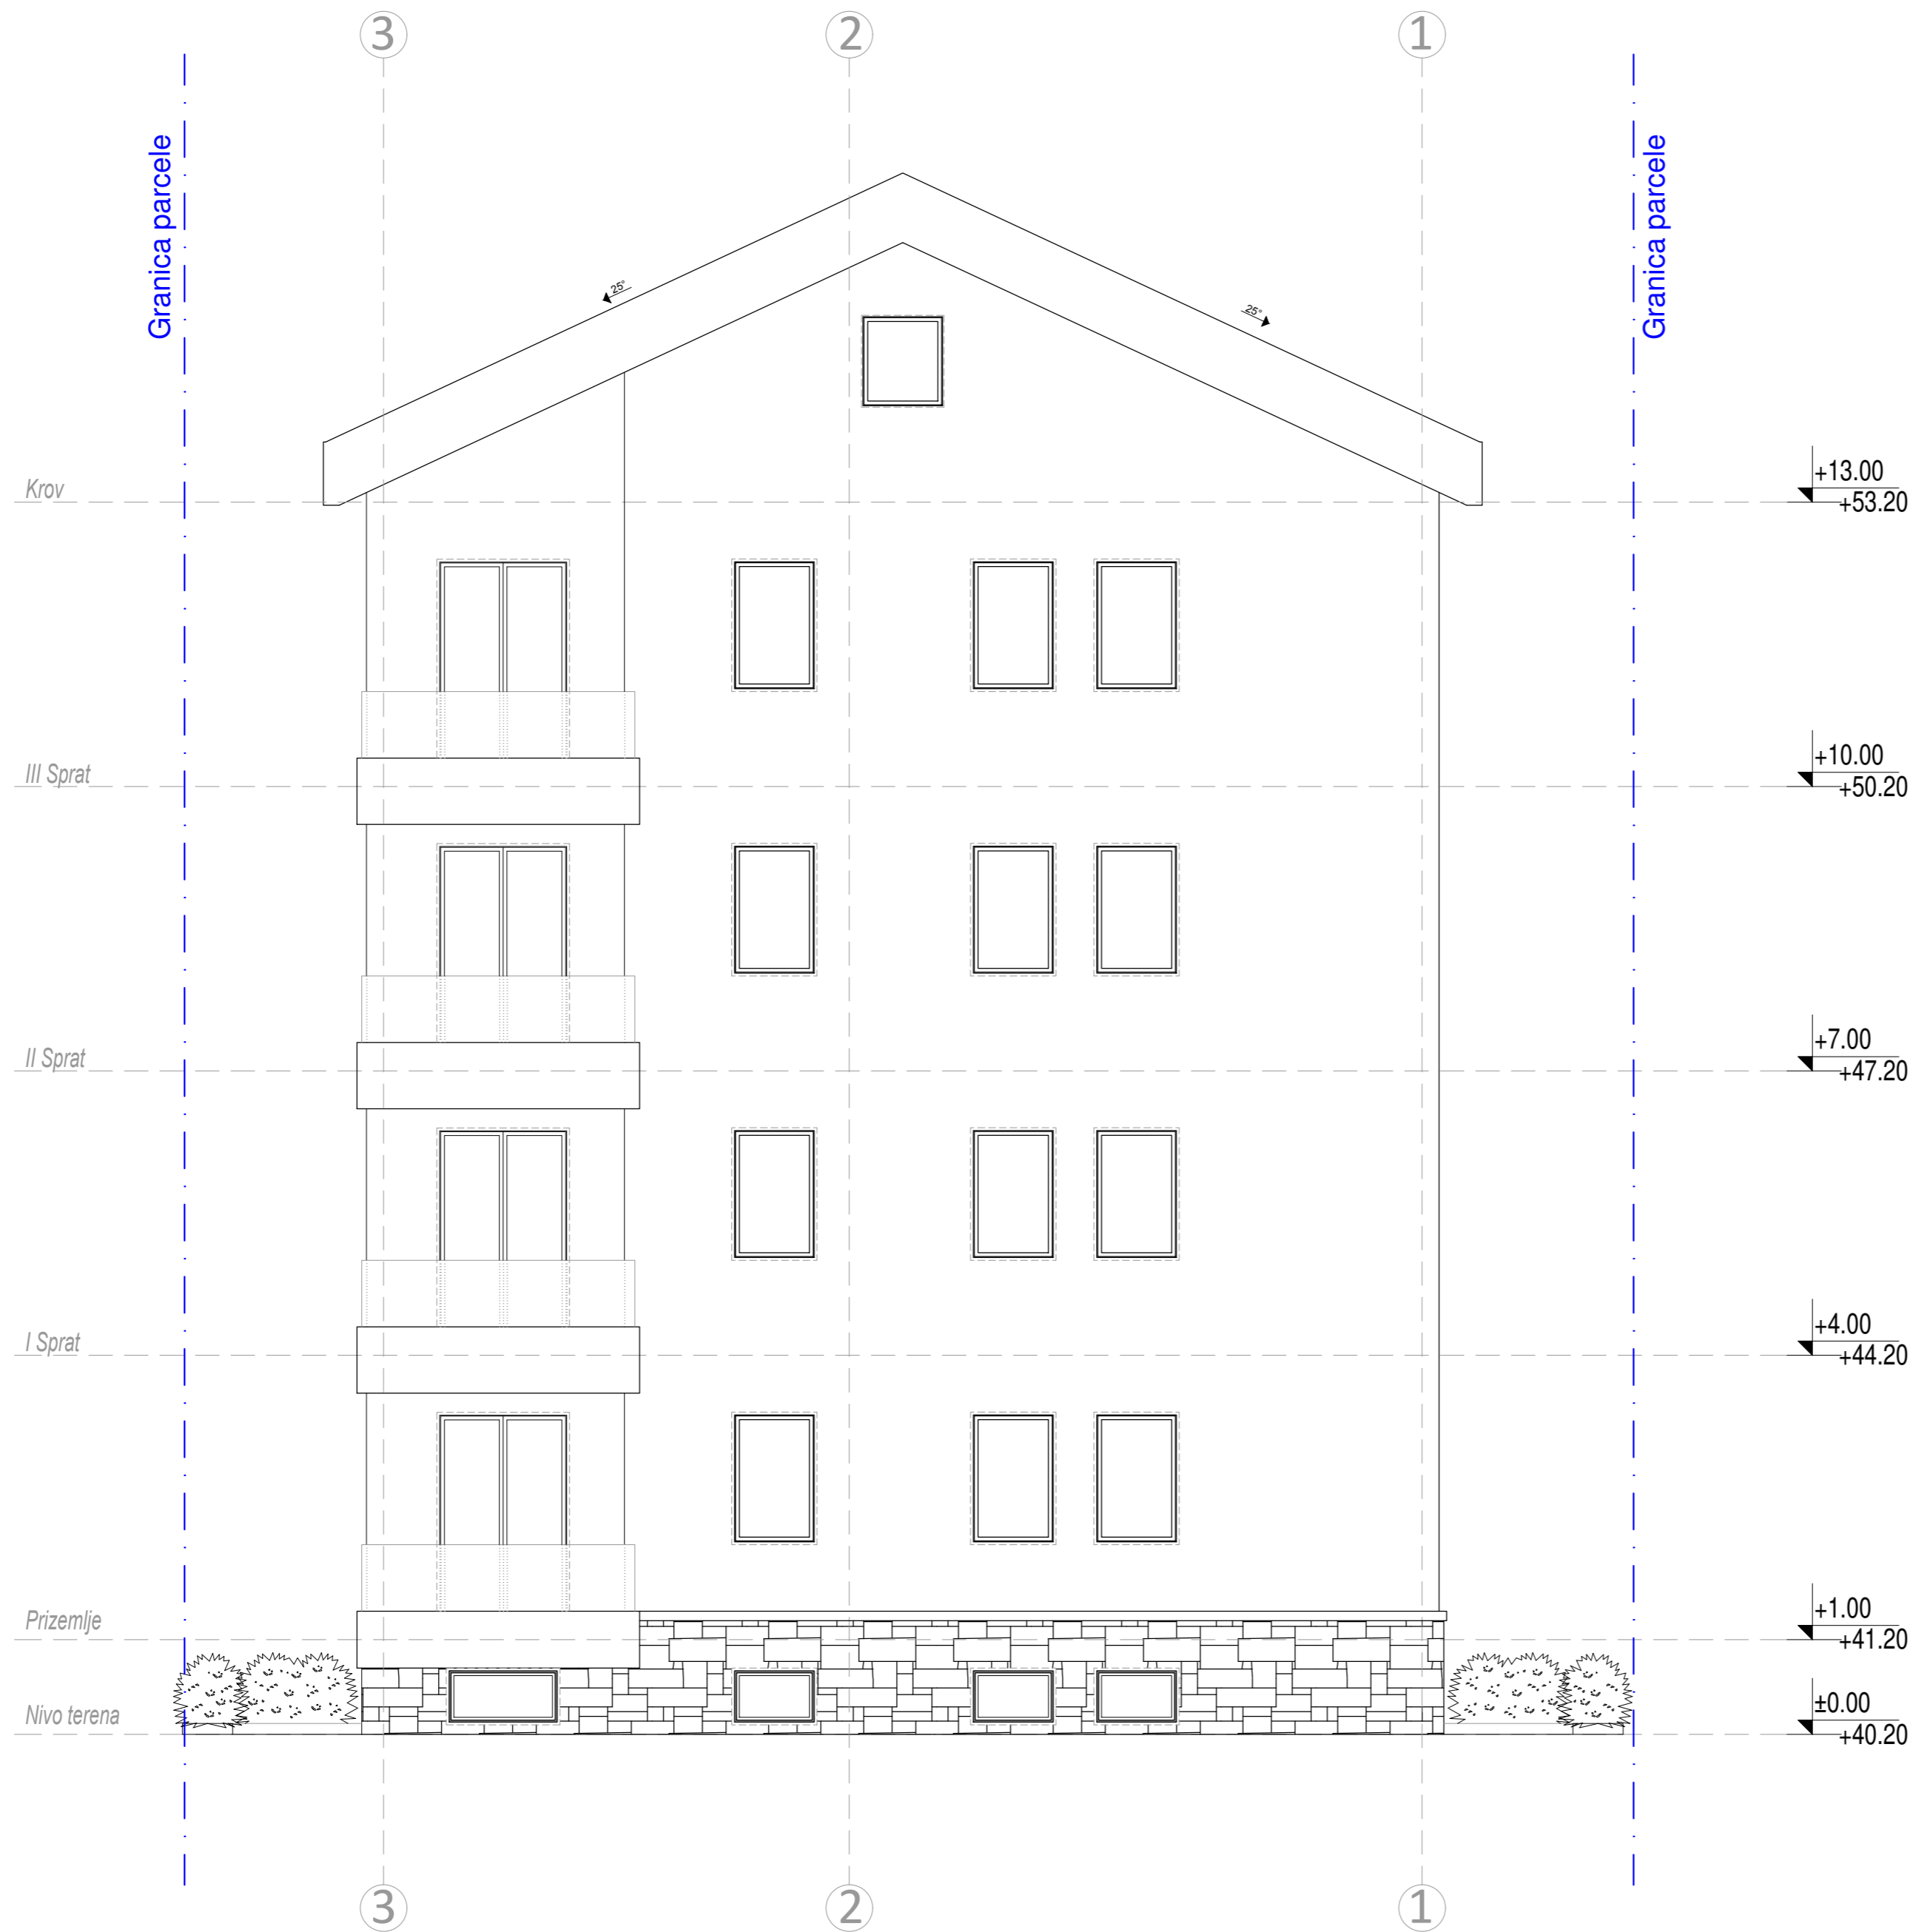 3 2 1
Granica parcele
Granica parcele
25°
25°
Krov
+13.00
+53.20
III Sprat
+10.00
+50.20
II Sprat
+7.00
+47.20
I Sprat
+4.00
+44.20
Prizemlje
+1.00
+41.20
Nivo terena
±0.00
+40.20
3 2 1